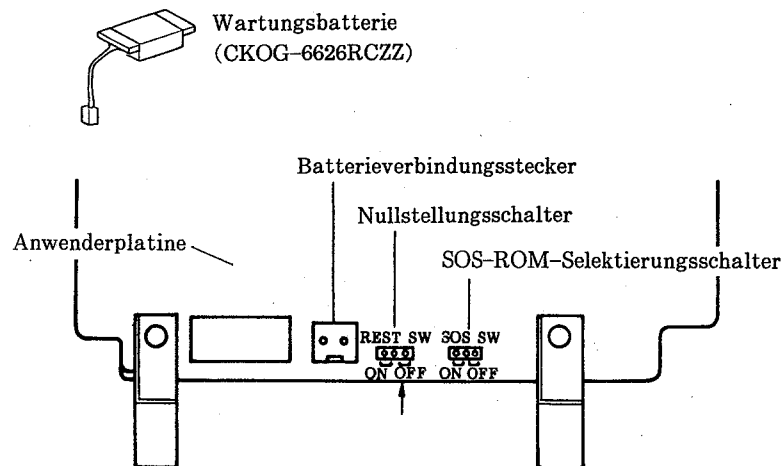 Wartungsbatterie
(CKOG-6626RCZZ)
Batterieverbindungsstecker
Nullstellungsschalter
Anwenderplatine
SOS-ROM-Selektierungsschalter
REST SW SOS SW
ON OFF ON OFF